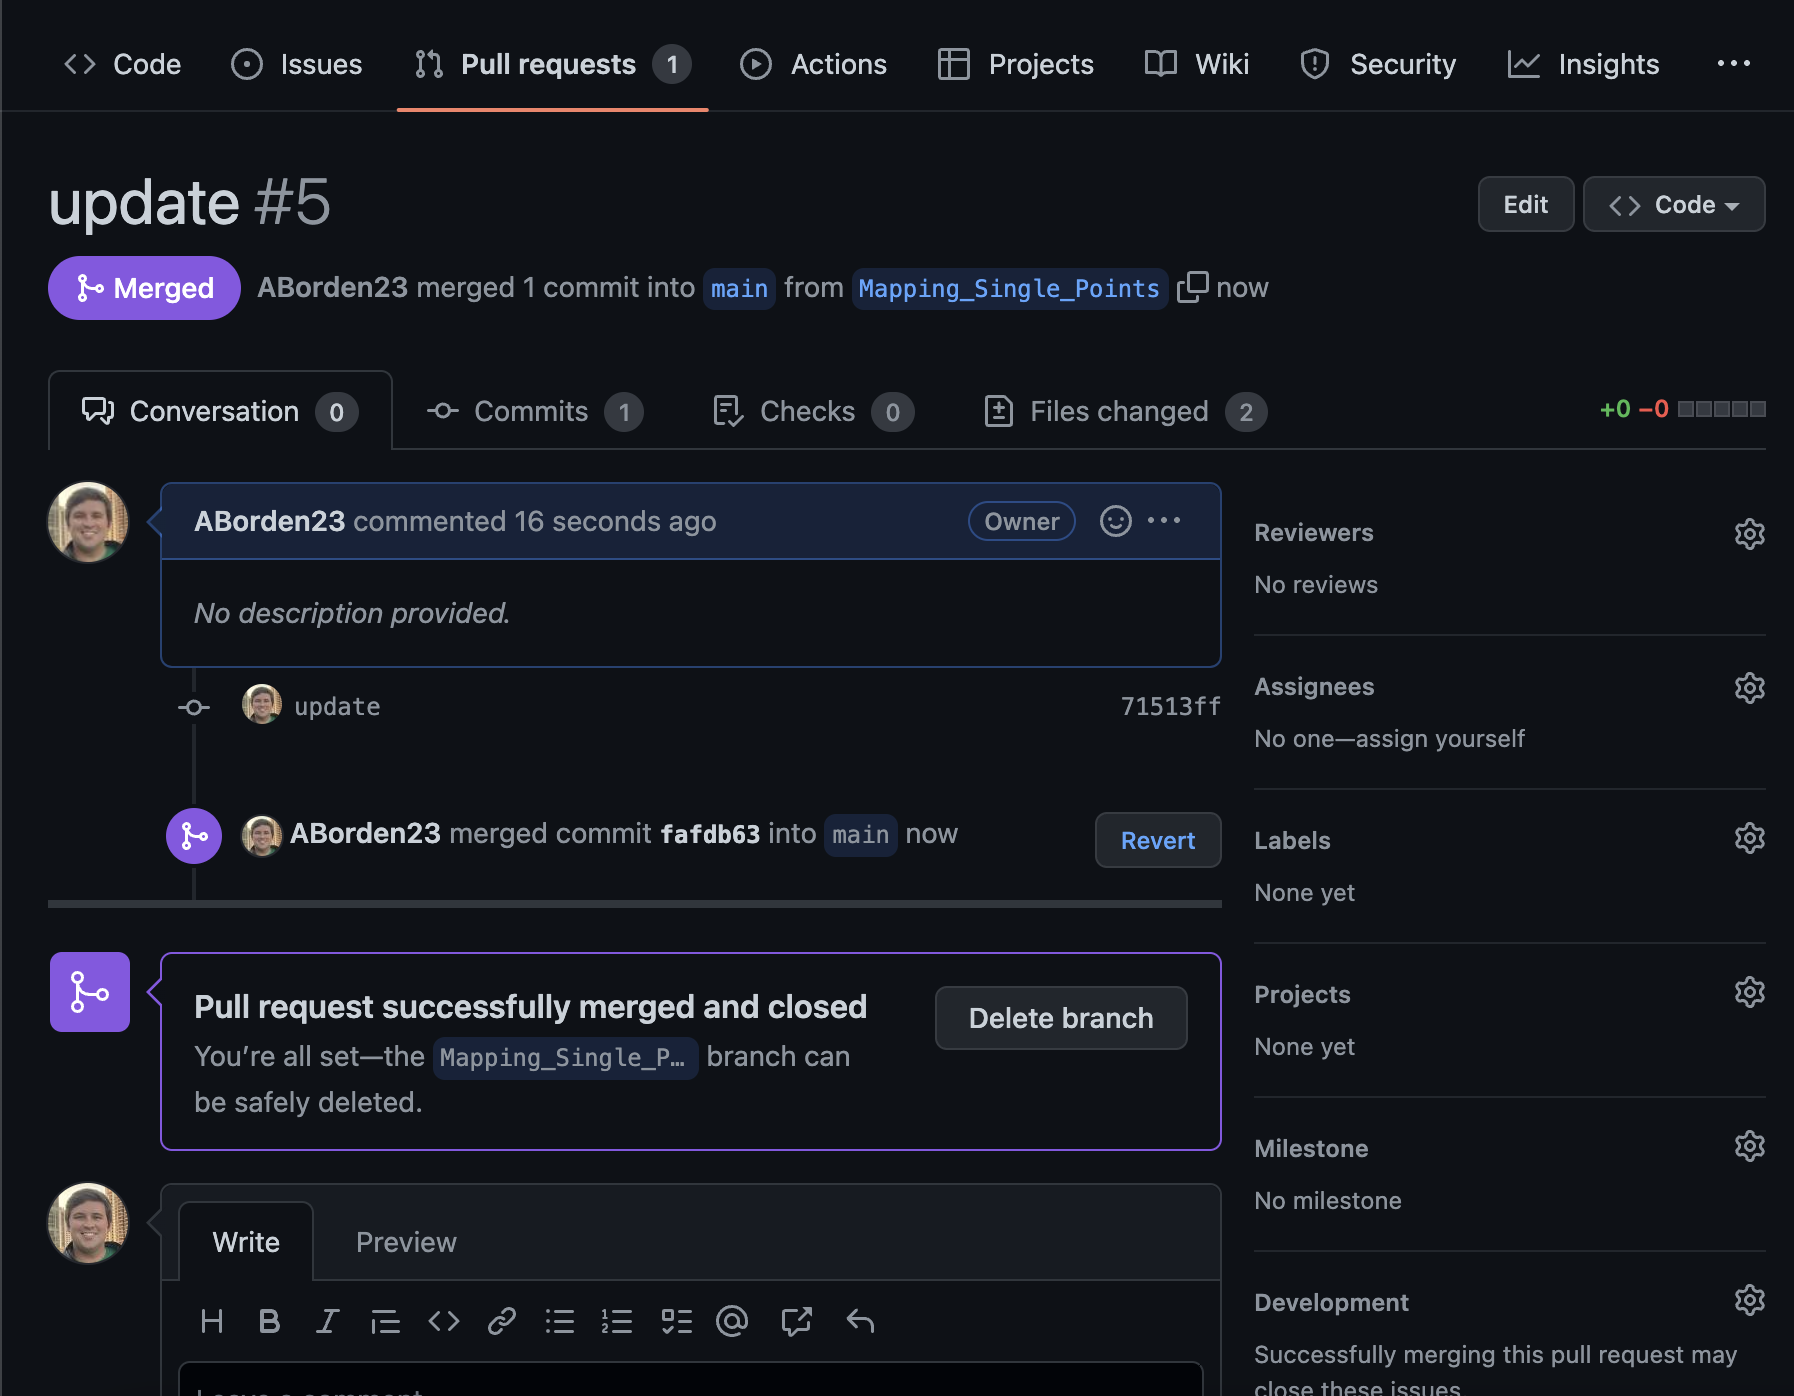 Code Issues Pull requests 1 Actions Projects Wiki Security Insights
update #5
Edit Code
Merged ABorden23 merged 1 commit into main from Mapping_Single_Points now
Conversation 0 Commits 1 Checks 0 Files changed 2 +0 −0
ABorden23 commented 16 seconds ago Owner
No description provided.
update 71513ff
ABorden23 merged commit fafdb63 into main now Revert
Pull request successfully merged and closed
You’re all set—the Mapping_Single_P… branch can
be safely deleted.
Delete branch
Write Preview
H B I
Leave a comment
Reviewers
No reviews
Assignees
No one—assign yourself
Labels
None yet
Projects
None yet
Milestone
No milestone
Development
Successfully merging this pull request may
close these issues